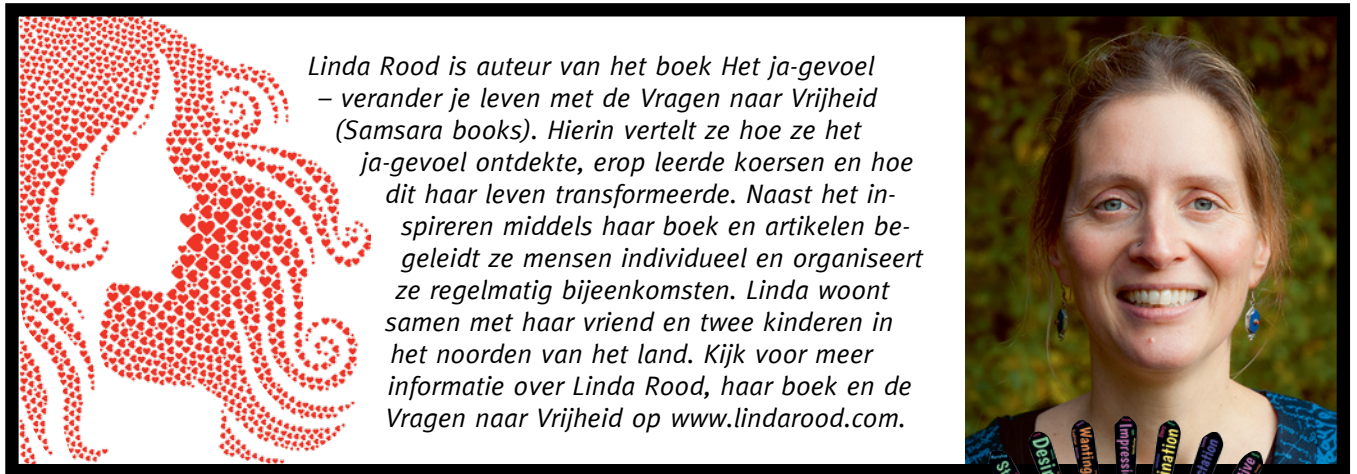 Linda Rood is auteur van het boek Het ja-gevoel
– verander je leven met de Vragen naar Vrijheid
(Samsara books). Hierin vertelt ze hoe ze het
ja-gevoel ontdekte, erop leerde koersen en hoe
dit haar leven transformeerde. Naast het in-
spireren middels haar boek en artikelen be-
geleidt ze mensen individueel en organiseert
ze regelmatig bijeenkomsten. Linda woont
samen met haar vriend en twee kinderen in
het noorden van het land. Kijk voor meer
informatie over Linda Rood, haar boek en de
Vragen naar Vrijheid op www.lindarood.com.
Wanting